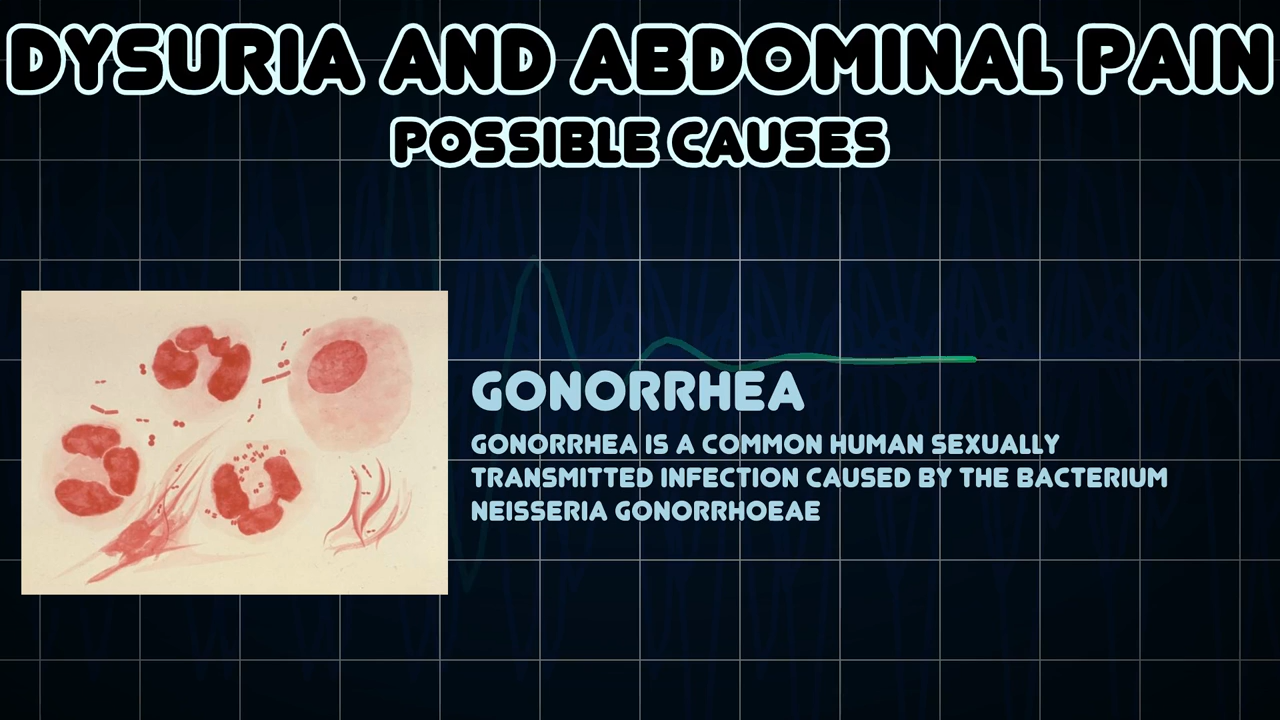 DYSURIA AND ABDOMINAL PAIN
POSSIBLE CAUSES
GONORRHEA
GONORRHEA IS A COMMON HUMAN SEXUALLY
TRANSMITTED INFECTION CAUSED BY THE BACTERIUM
NEISSERIA GONORRHOEAE